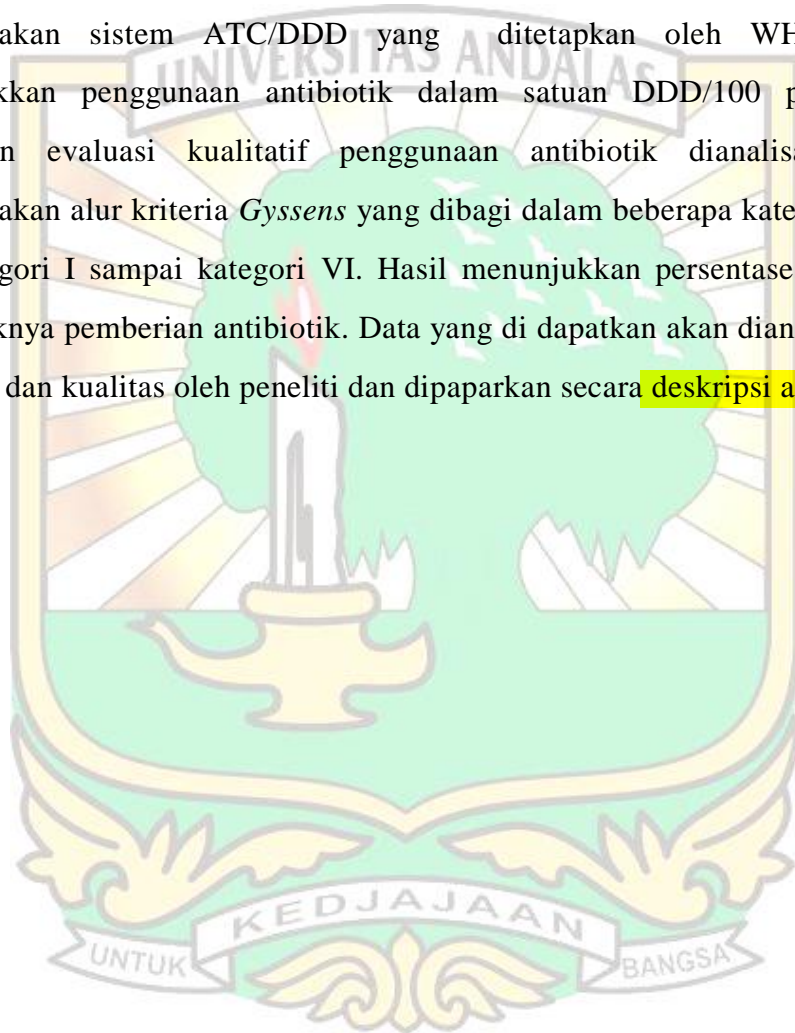 akan sistem ATC/DDD yang ditetapkan oleh WH
kkan penggunaan antibiotik dalam satuan DDD/100 p
n evaluasi kualitatif penggunaan antibiotik dianalisa
akan alur kriteria Gyssens yang dibagi dalam beberapa kate
gori I sampai kategori VI. Hasil menunjukkan persentase
knya pemberian antibiotik. Data yang di dapatkan akan dian
dan kualitas oleh peneliti dan dipaparkan secara deskripsi a
UNIVERSITAS ANDALAS
KEDJAJAAN
UNTUK
BANGSA